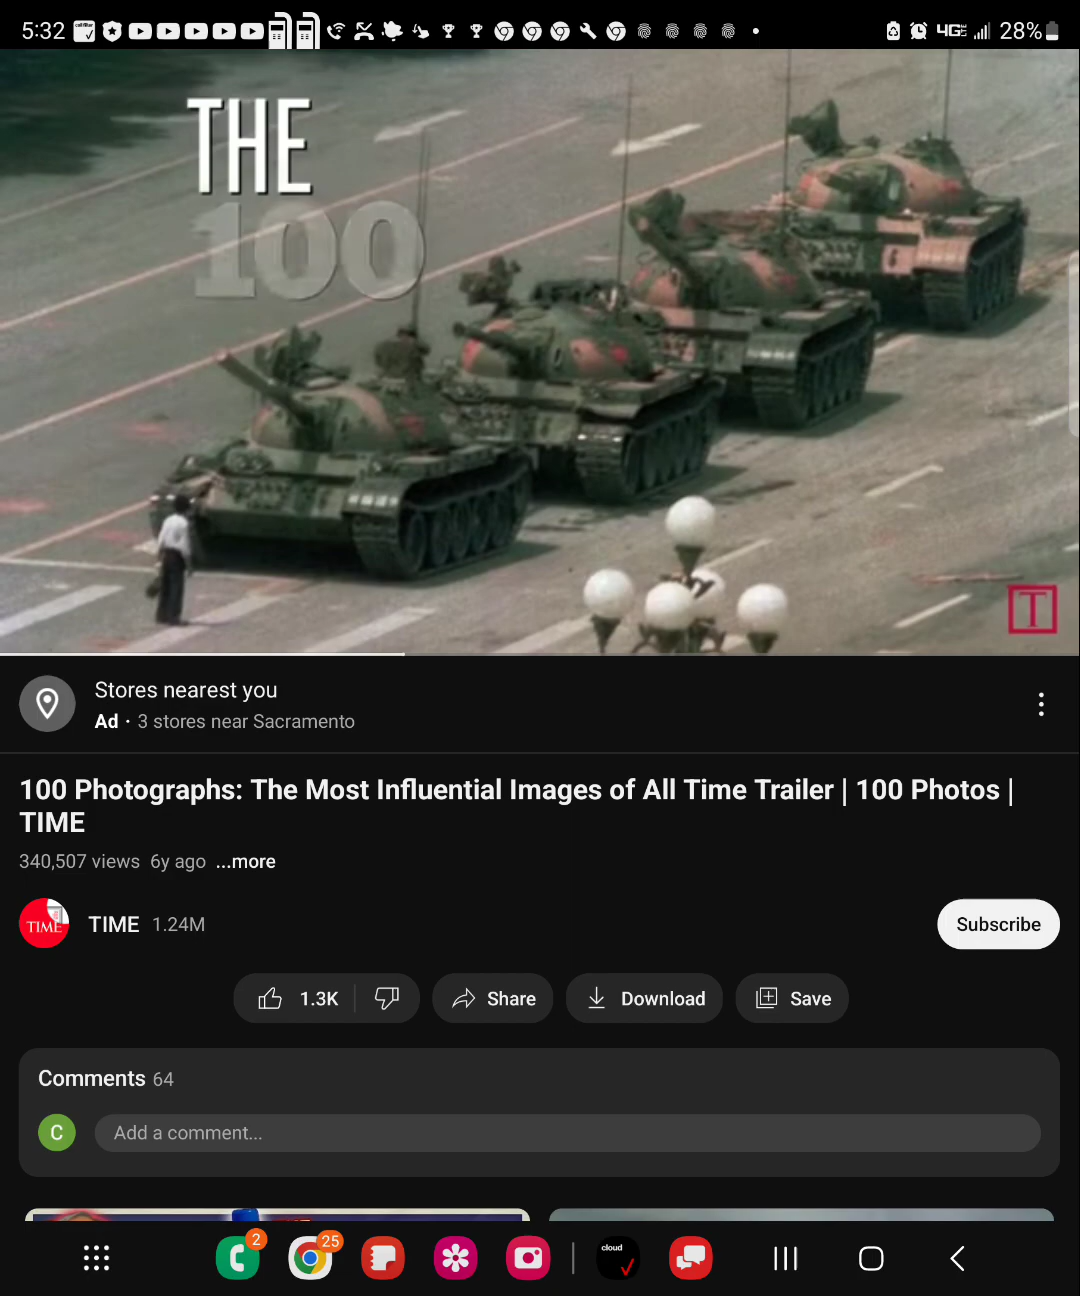 5:32
4GE 28%
THE
100
T
Stores nearest you
Ad · 3 stores near Sacramento
100 Photographs: The Most Influential Images of All Time Trailer | 100 Photos |
TIME
340,507 views 6y ago ...more
TIME
TIME 1.24M
Subscribe
1.3K
Share
Download
Save
Comments 64
C
Add a comment...
2
25
cloud